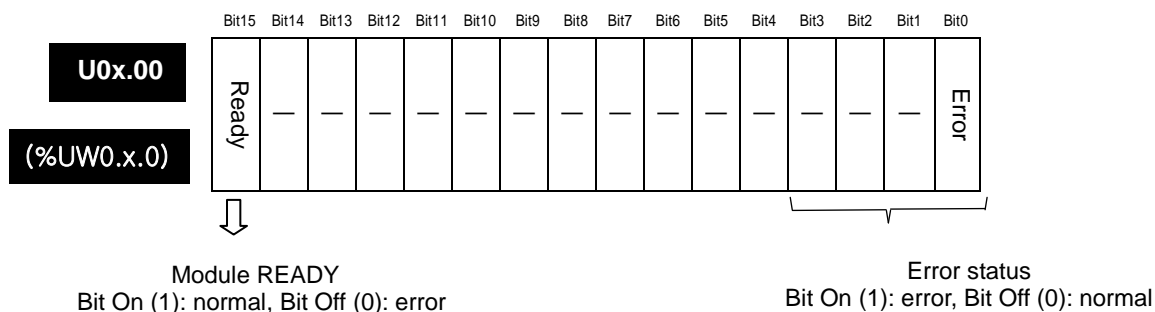 Bit15 Bit14 Bit13 Bit12 Bit11 Bit10 Bit9 Bit8 Bit7 Bit6 Bit5 Bit4 Bit3 Bit2 Bit1 Bit0
U0x.00
(%UW0.x.0)
Ready — — — — — — — — — — — — — — Error
Module READY
Bit On (1): normal, Bit Off (0): error
Error status
Bit On (1): error, Bit Off (0): normal